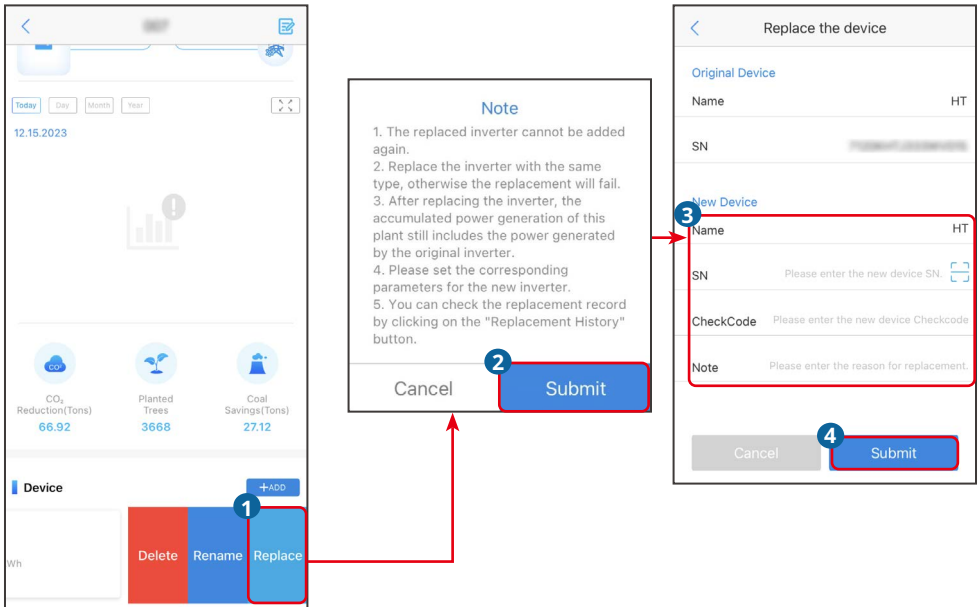 Today Day Month Year
12.15.2023
CO₂
Reduction(Tons)
66.92
Planted
Trees
3668
Coal
Savings(Tons)
27.12
Device
+ADD
1
Wh
Delete Rename Replace
Note
1. The replaced inverter cannot be added
again.
2. Replace the inverter with the same
type, otherwise the replacement will fail.
3. After replacing the inverter, the
accumulated power generation of this
plant still includes the power generated
by the original inverter.
4. Please set the corresponding
parameters for the new inverter.
5. You can check the replacement record
by clicking on the "Replacement History"
button.
2
Cancel Submit
Replace the device
Original Device
Name HT
SN
New Device
3
Name HT
SN Please enter the new device SN.
CheckCode Please enter the new device Checkcode
Note Please enter the reason for replacement.
4
Cancel Submit